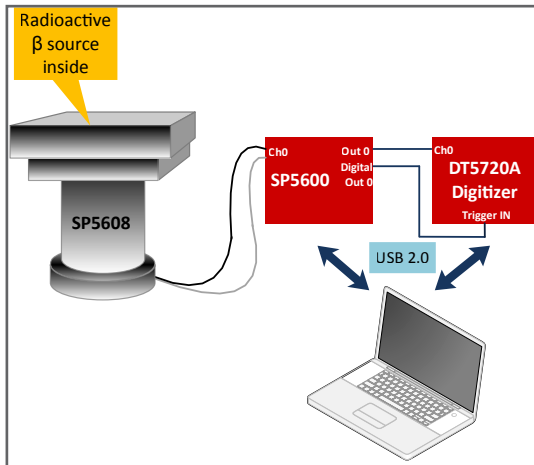 Radioactive
β source
inside
SP5608
Ch0
SP5600
Out 0
Digital
Out 0
Ch0
DT5720A
Digitizer
Trigger IN
USB 2.0